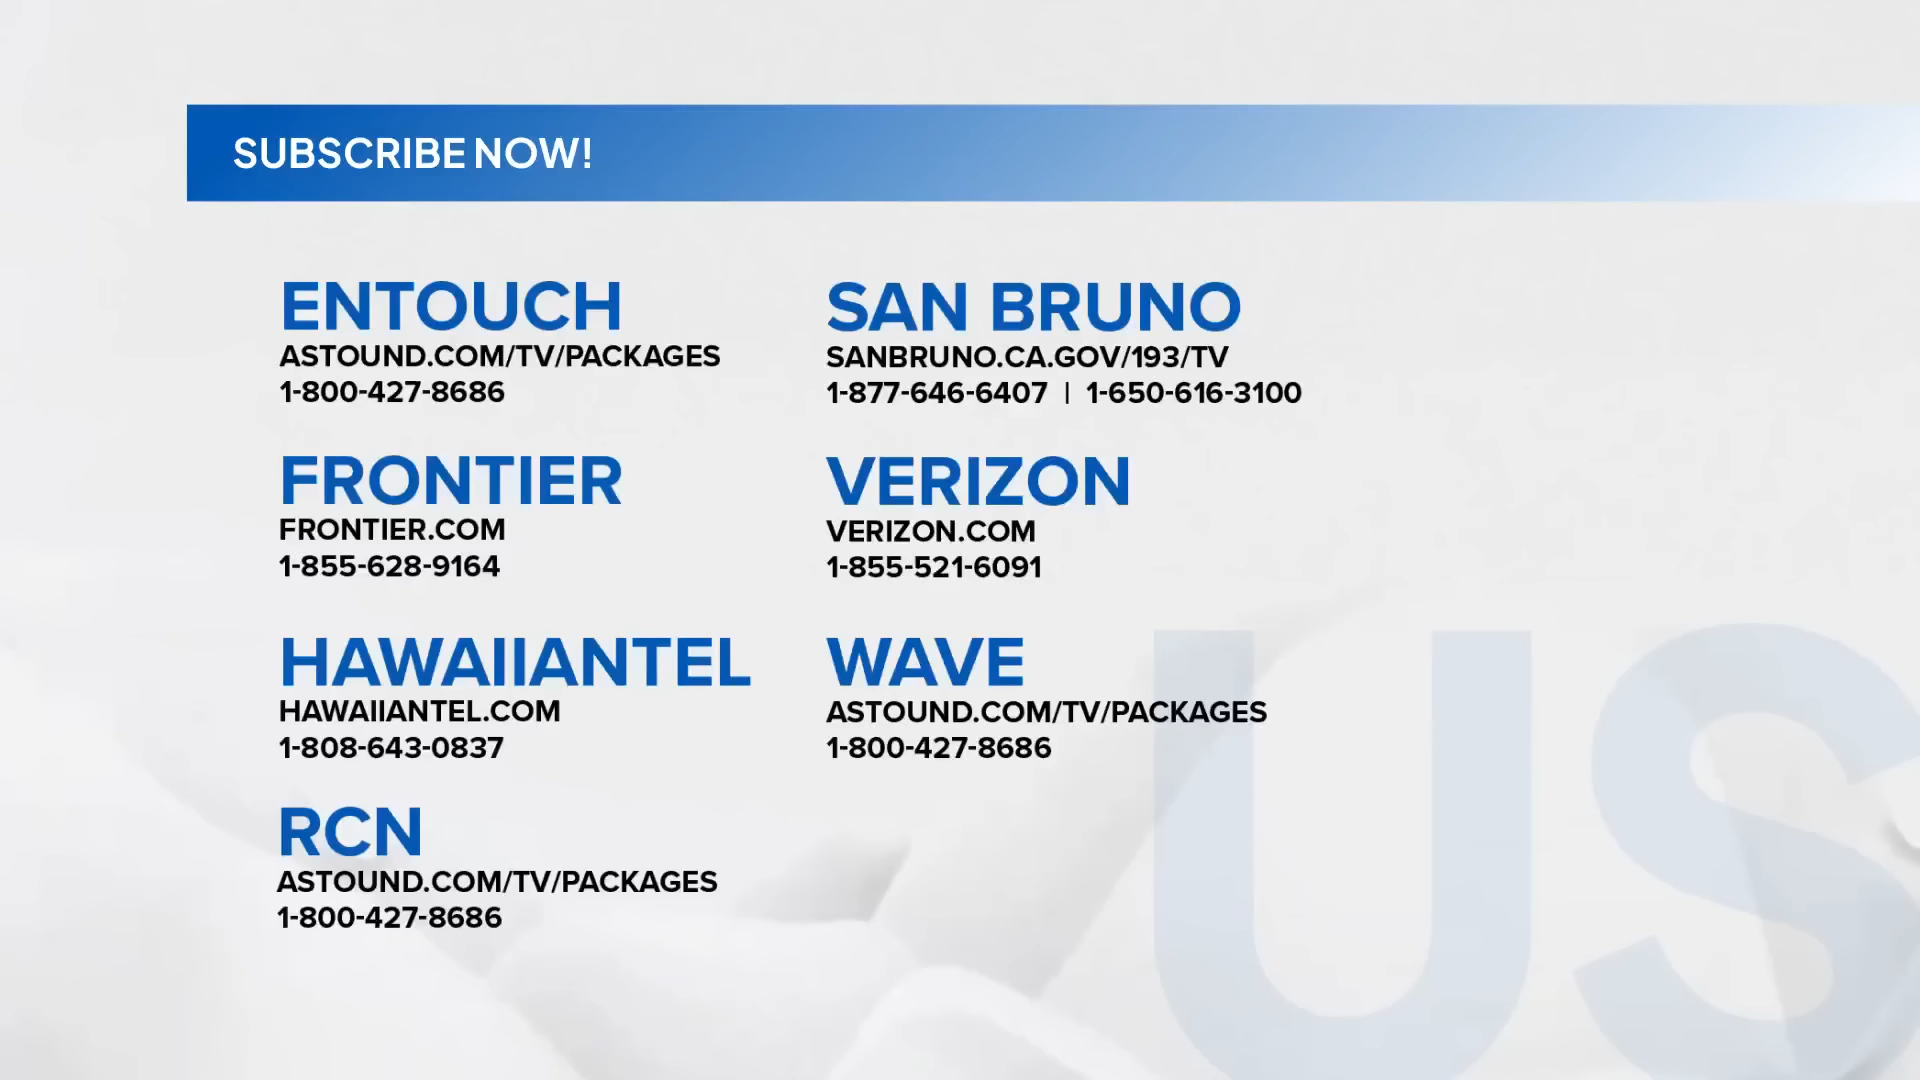 SUBSCRIBE NOW!
ENTOUCH
ASTOUND.COM/TV/PACKAGES
1-800-427-8686
FRONTIER
FRONTIER.COM
1-855-628-9164
HAWAIIANTEL
HAWAIIANTEL.COM
1-808-643-0837
RCN
ASTOUND.COM/TV/PACKAGES
1-800-427-8686
SAN BRUNO
SANBRUNO.CA.GOV/193/TV
1-877-646-6407 | 1-650-616-3100
VERIZON
VERIZON.COM
1-855-521-6091
WAVE
ASTOUND.COM/TV/PACKAGES
1-800-427-8686
US